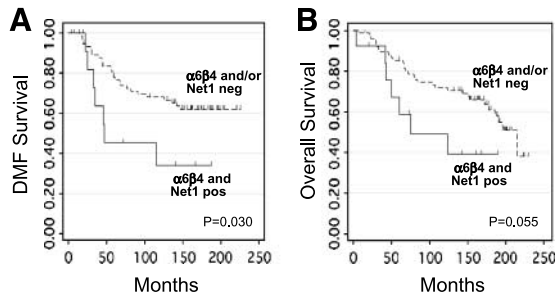 A
DMF Survival
1.00
0.80
0.60
0.40
0.20
0.00
α6β4 and/or
Net1 neg
α6β4 and
Net1 pos
P=0.030
0 50 100 150 200 250
Months
B
Overall Survival
1.00
0.80
0.60
0.40
0.20
0.00
α6β4 and/or
Net1 neg
α6β4 and
Net1 pos
P=0.055
0 50 100 150 200 250
Months